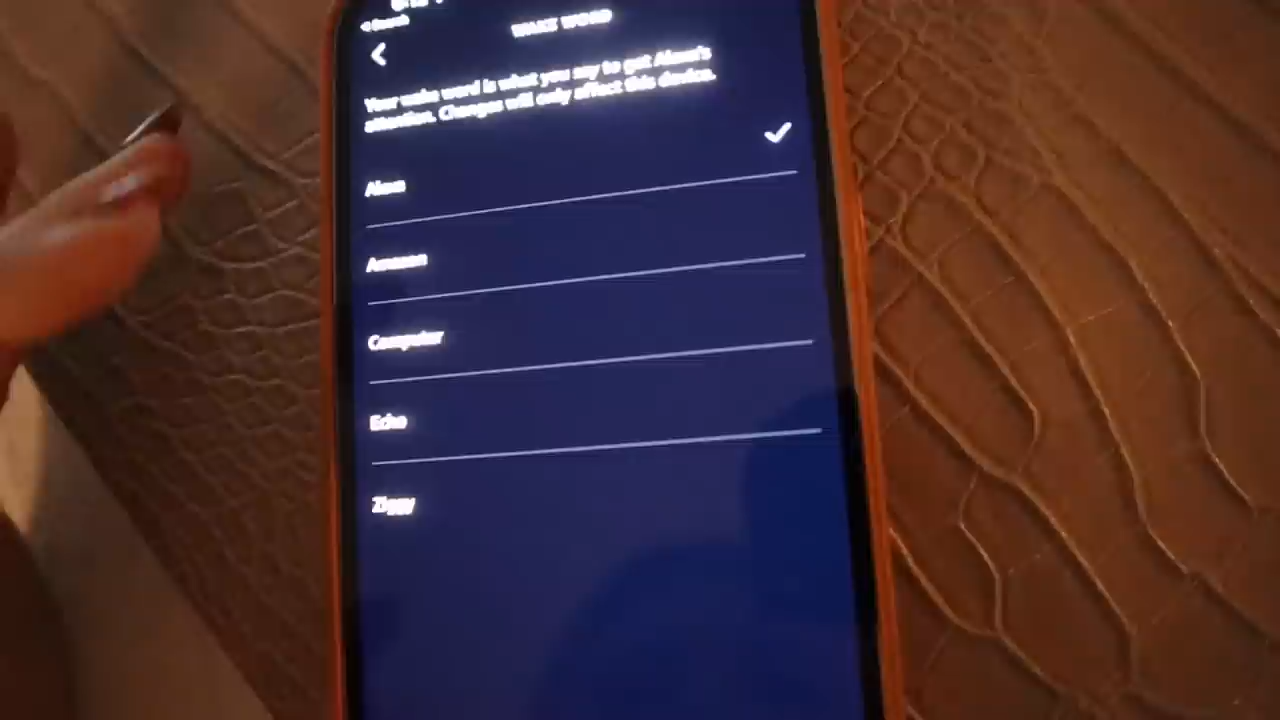 Search
WAKE WORD
Your wake word is what you say to get Alexa's
attention. Changes will only affect this device.
Alexa
Amazon
Computer
Echo
Ziggy